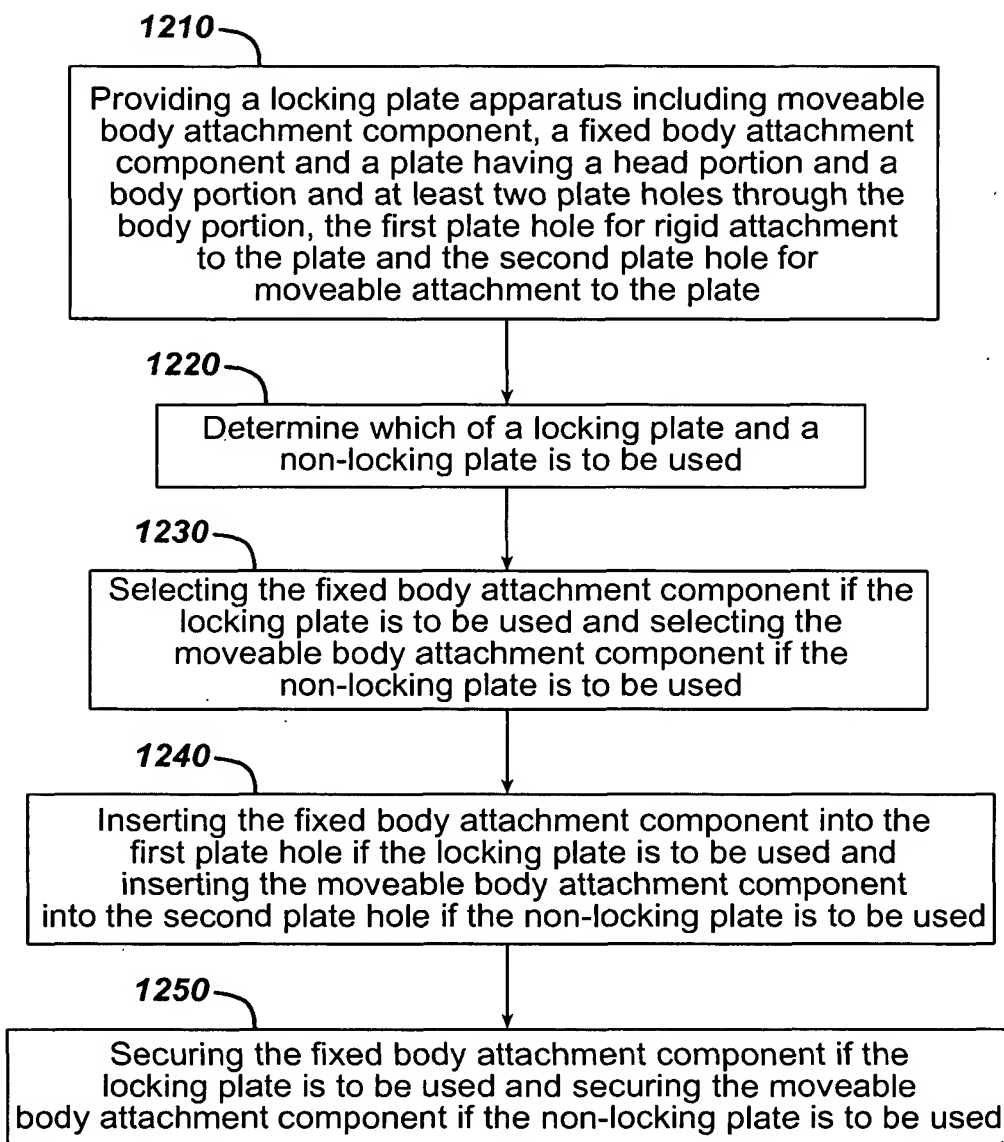 1210
Providing a locking plate apparatus including moveable
body attachment component, a fixed body attachment
component and a plate having a head portion and a
body portion and at least two plate holes through the
body portion, the first plate hole for rigid attachment
to the plate and the second plate hole for
moveable attachment to the plate
1220
Determine which of a locking plate and a
non-locking plate is to be used
1230
Selecting the fixed body attachment component if the
locking plate is to be used and selecting the
moveable body attachment component if the
non-locking plate is to be used
1240
Inserting the fixed body attachment component into the
first plate hole if the locking plate is to be used and
inserting the moveable body attachment component
into the second plate hole if the non-locking plate is to be used
1250
Securing the fixed body attachment component if the
locking plate is to be used and securing the moveable
body attachment component if the non-locking plate is to be used